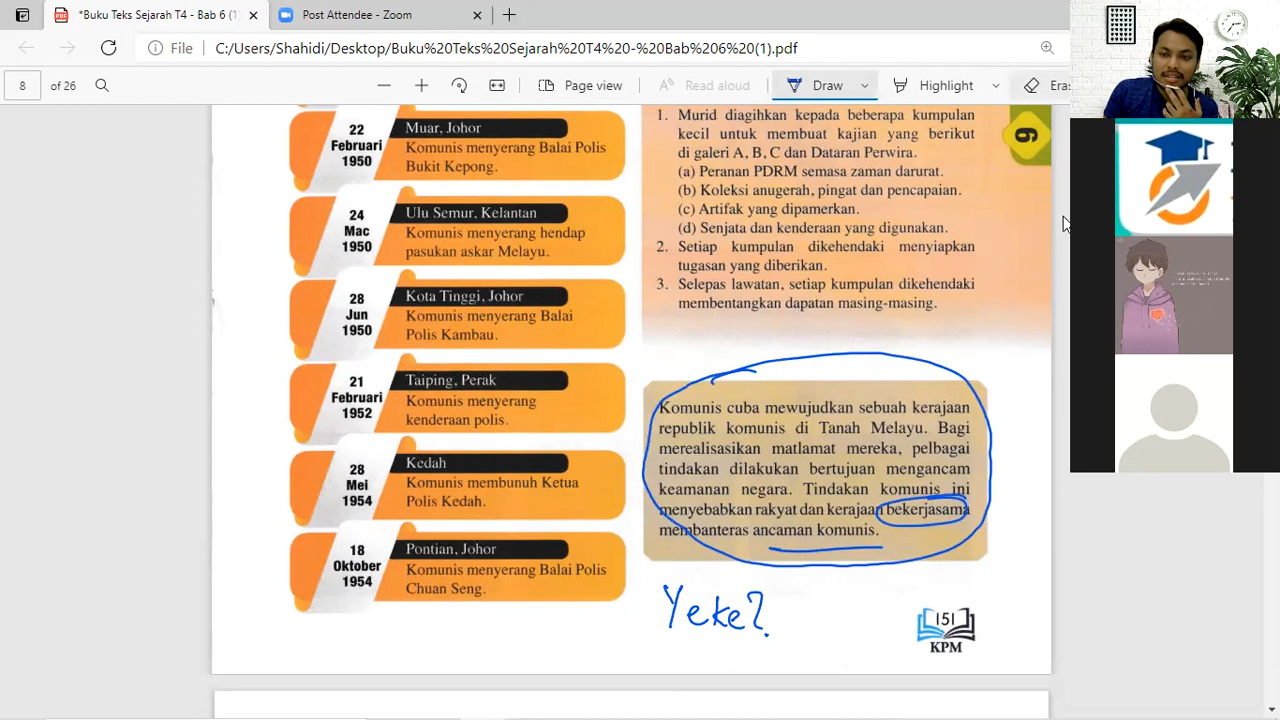 *Buku Teks Sejarah T4 - Bab 6 (1)
Post Attendee - Zoom
File
C:/Users/Shahidi/Desktop/Buku%20Teks%20Sejarah%20T4%20-%20Bab%206%20(1).pdf
8 of 26
Page view
Read aloud
Draw
Highlight
Eras
22
Februari
1950
Muar, Johor
Komunis menyerang Balai Polis
Bukit Kepong.
24
Mac
1950
Ulu Semur, Kelantan
Komunis menyerang hendap
pasukan askar Melayu.
28
Jun
1950
Kota Tinggi, Johor
Komunis menyerang Balai
Polis Kambau.
21
Februari
1952
Taiping, Perak
Komunis menyerang
kenderaan polis.
28
Mei
1954
Kedah
Komunis membunuh Ketua
Polis Kedah.
18
Oktober
1954
Pontian, Johor
Komunis menyerang Balai Polis
Chuan Seng.
1. Murid diagihkan kepada beberapa kumpulan
kecil untuk membuat kajian yang berikut
di galeri A, B, C dan Dataran Perwira.
(a) Peranan PDRM semasa zaman darurat.
(b) Koleksi anugerah, pingat dan pencapaian.
(c) Artifak yang dipamerkan.
(d) Senjata dan kenderaan yang digunakan.
2. Setiap kumpulan dikehendaki menyiapkan
tugasan yang diberikan.
3. Selepas lawatan, setiap kumpulan dikehendaki
membentangkan dapatan masing-masing.
6
Komunis cuba mewujudkan sebuah kerajaan
republik komunis di Tanah Melayu. Bagi
merealisasikan matlamat mereka, pelbagai
tindakan dilakukan bertujuan mengancam
keamanan negara. Tindakan komunis ini
menyebabkan rakyat dan kerajaan bekerjasama
membanteras ancaman komunis.
Yeke?
151
KPM